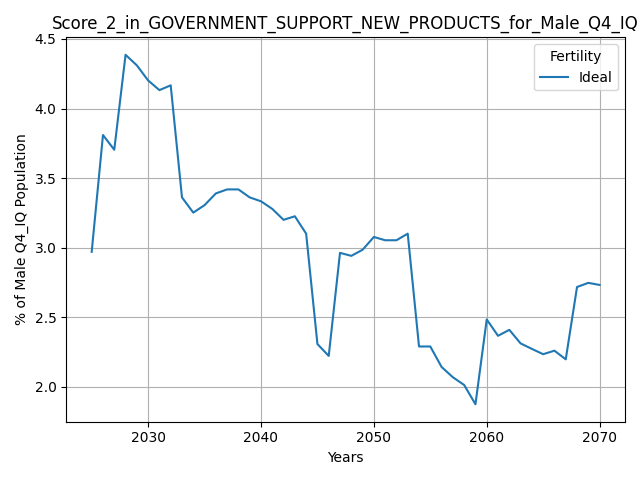 Score_2_in_GOVERNMENT_SUPPORT_NEW_PRODUCTS_for_Male_Q4_IQ
Fertility
Ideal
% of Male Q4_IQ Population
4.5
4.0
3.5
3.0
2.5
2.0
2030 2040 2050 2060 2070
Years